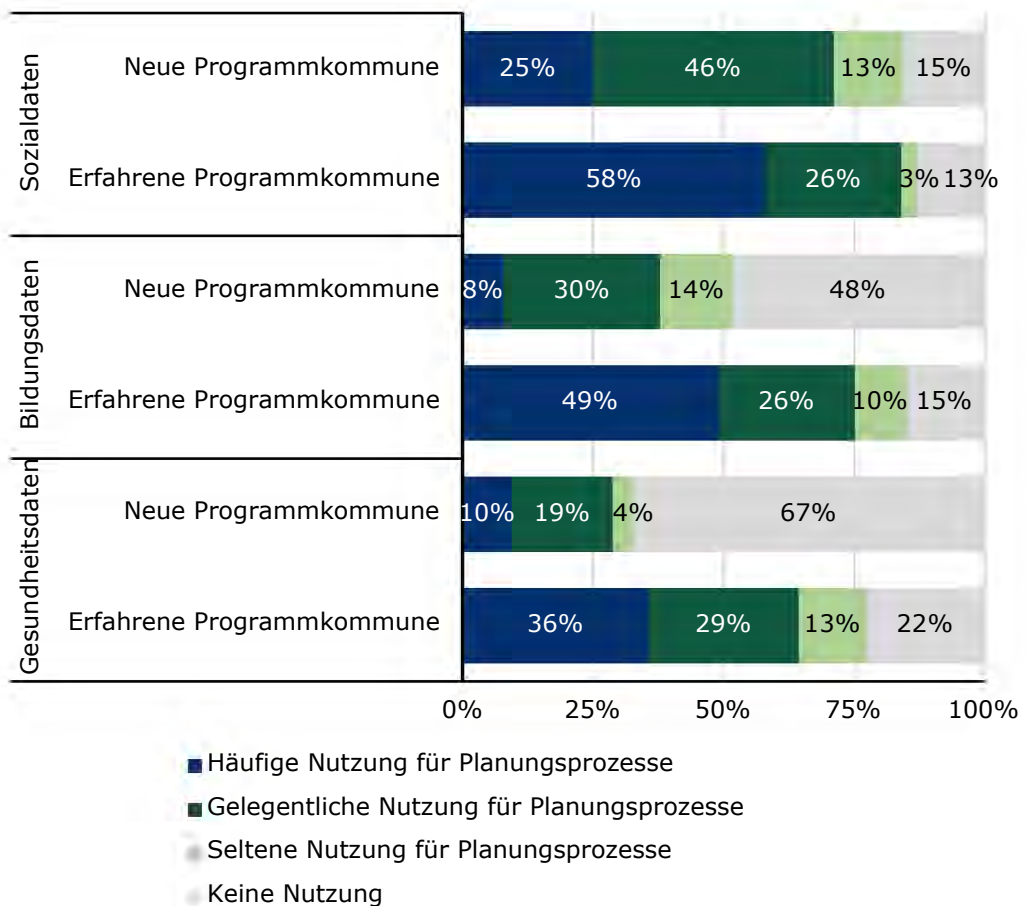 Sozialdaten
Neue Programmkommune
25% 46% 13% 15%
Erfahrene Programmkommune
58% 26% 3% 13%
Bildungsdaten
Neue Programmkommune
8% 30% 14% 48%
Erfahrene Programmkommune
49% 26% 10% 15%
Gesundheitsdaten
Neue Programmkommune
10% 19% 4% 67%
Erfahrene Programmkommune
36% 29% 13% 22%
0% 25% 50% 75% 100%
Häufige Nutzung für Planungsprozesse
Gelegentliche Nutzung für Planungsprozesse
Seltene Nutzung für Planungsprozesse
Keine Nutzung